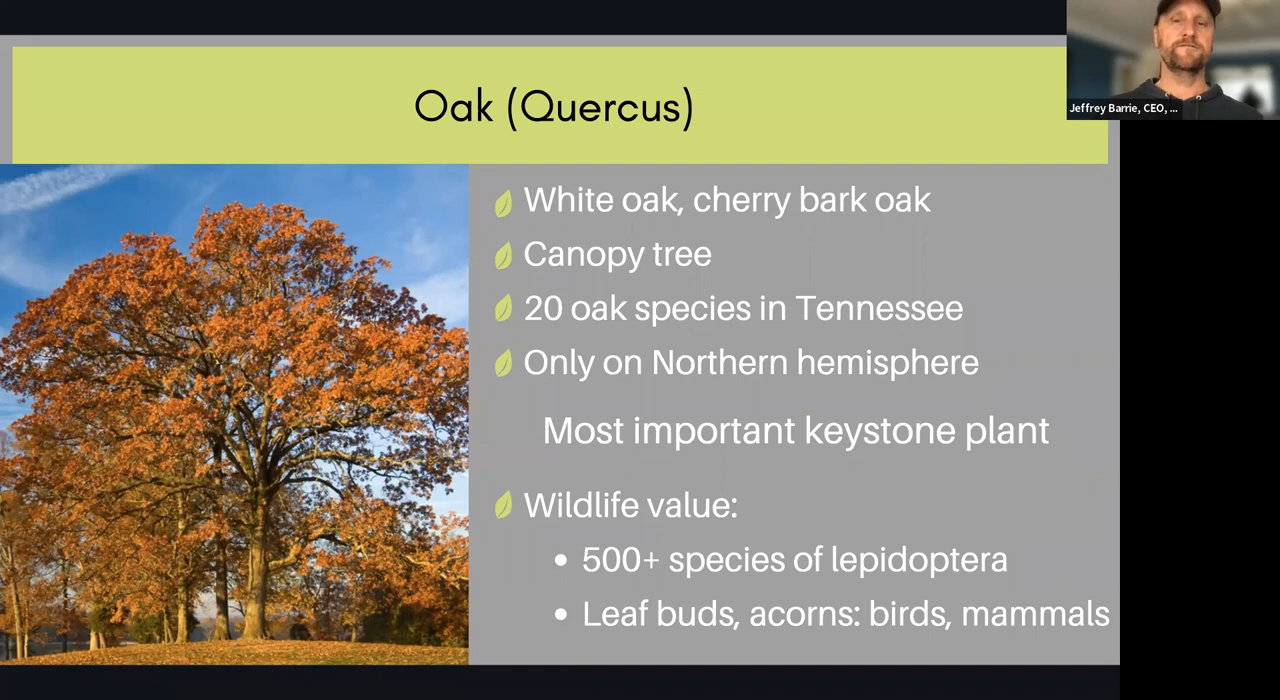 Oak (Quercus)
Jeffrey Barrie, CEO, ...
White oak, cherry bark oak
Canopy tree
20 oak species in Tennessee
Only on Northern hemisphere
Most important keystone plant
Wildlife value:
500+ species of lepidoptera
Leaf buds, acorns: birds, mammals